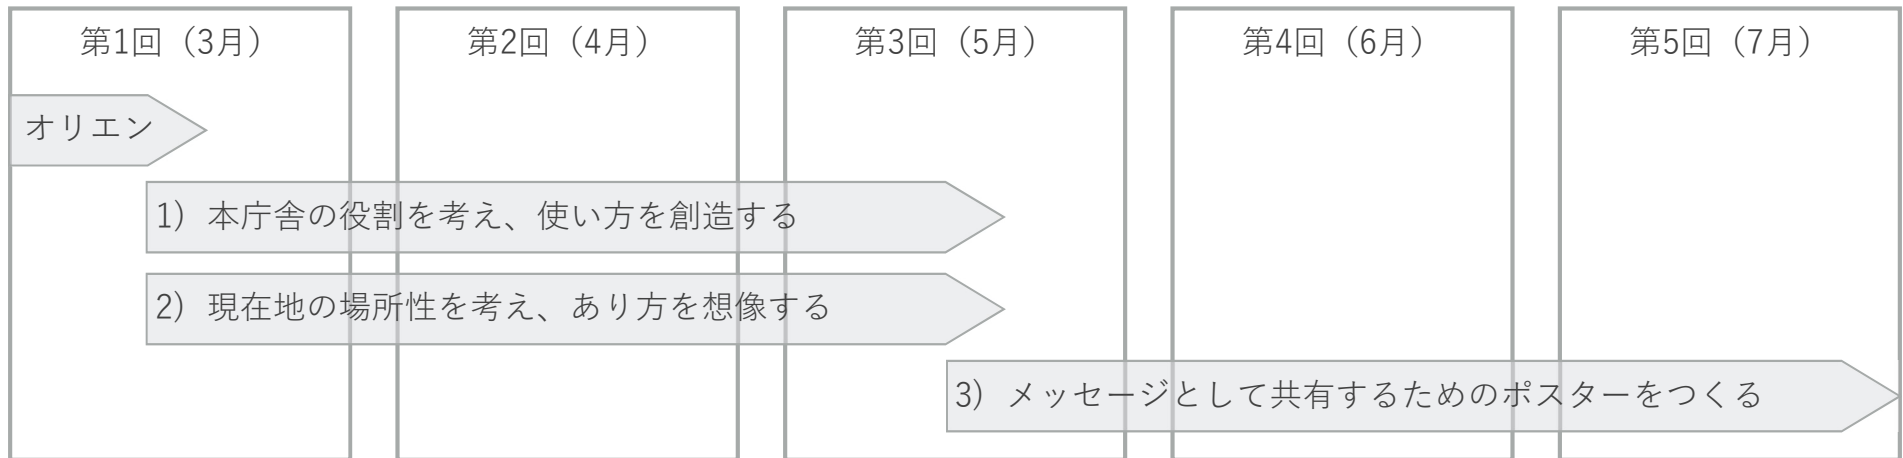 第1回（3月）
第2回（4月）
第3回（5月）
第4回（6月）
第5回（7月）
オリエン
1）本庁舎の役割を考え、使い方を創造する
2）現在地の場所性を考え、あり方を想像する
3）メッセージとして共有するためのポスターをつくる